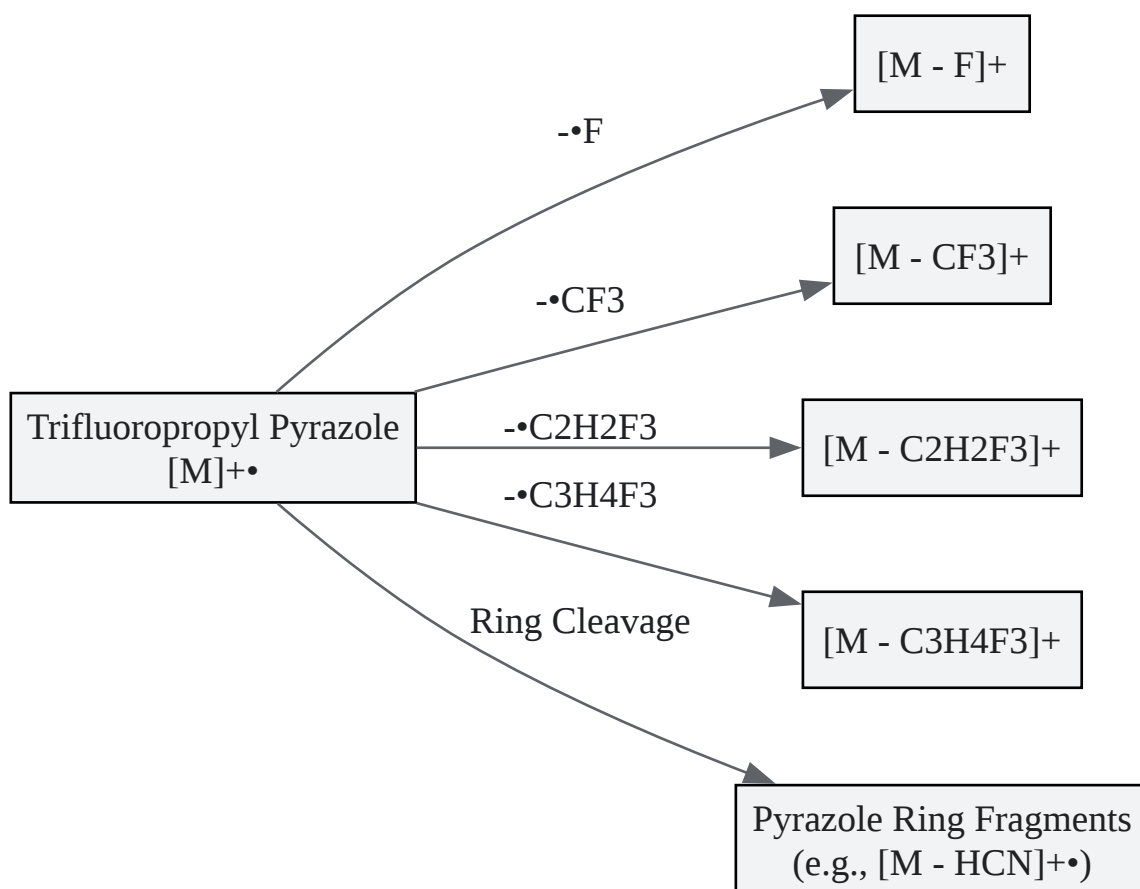 [M - F]+
-•F
[M - CF3]+
-•CF3
Trifluoropropyl Pyrazole
[M]+•
-•C2H2F3
[M - C2H2F3]+
-•C3H4F3
[M - C3H4F3]+
Ring Cleavage
Pyrazole Ring Fragments
(e.g., [M - HCN]+•)